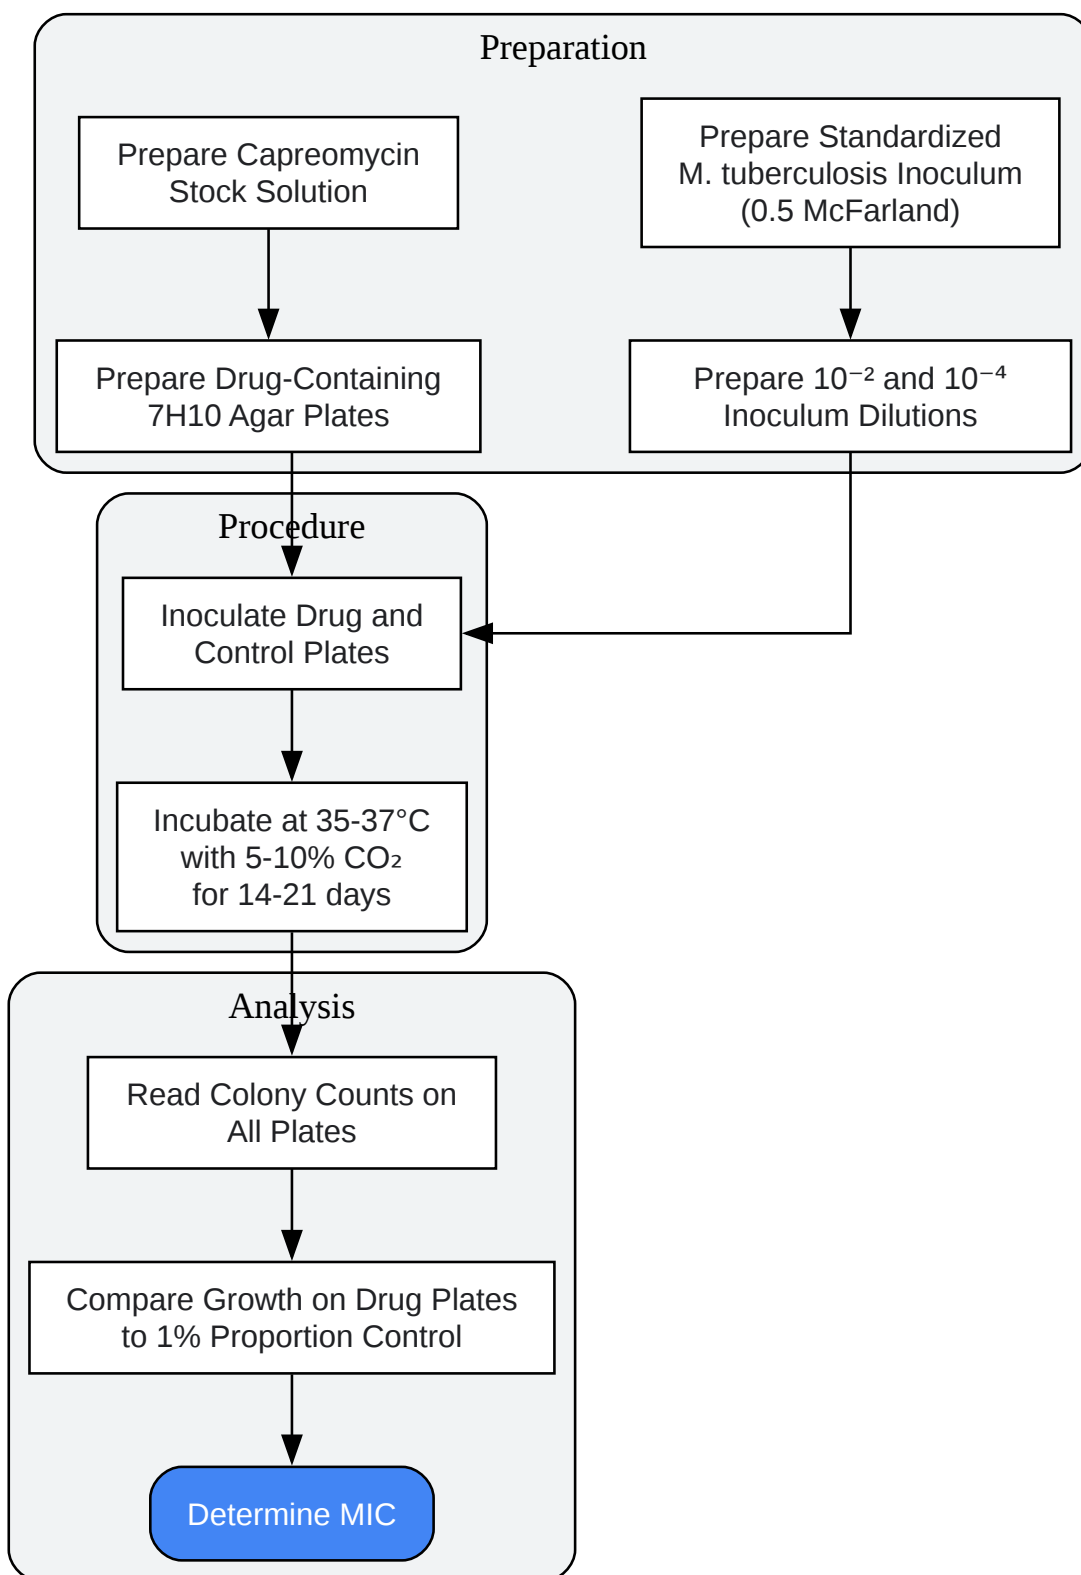 Preparation
Prepare Capreomycin
Stock Solution
Prepare Standardized
M. tuberculosis Inoculum
(0.5 McFarland)
Prepare Drug-Containing
7H10 Agar Plates
Prepare 10⁻² and 10⁻⁴
Inoculum Dilutions
Procedure
Inoculate Drug and
Control Plates
Incubate at 35-37°C
with 5-10% CO₂
for 14-21 days
Analysis
Read Colony Counts on
All Plates
Compare Growth on Drug Plates
to 1% Proportion Control
Determine MIC